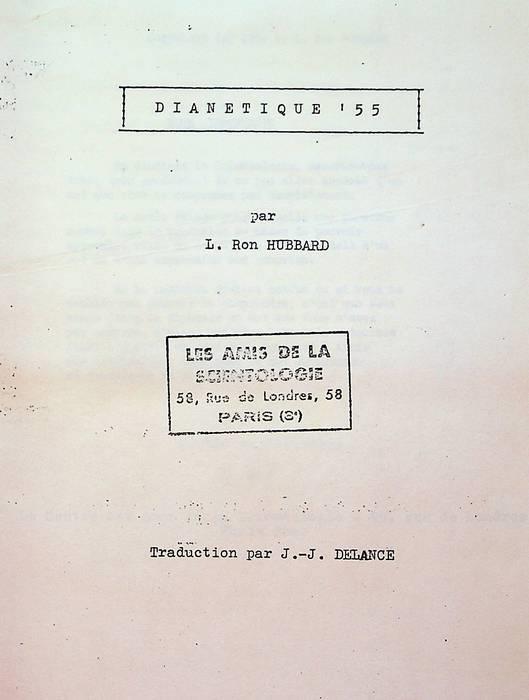 DIANETIQUE '55
par
L. Ron HUBBARD
LES AMIS DE LA
SCIENTOLOGIE
58, Rue de Londres, 58
PARIS (8e)
Traduction par J.-J. DELANCE